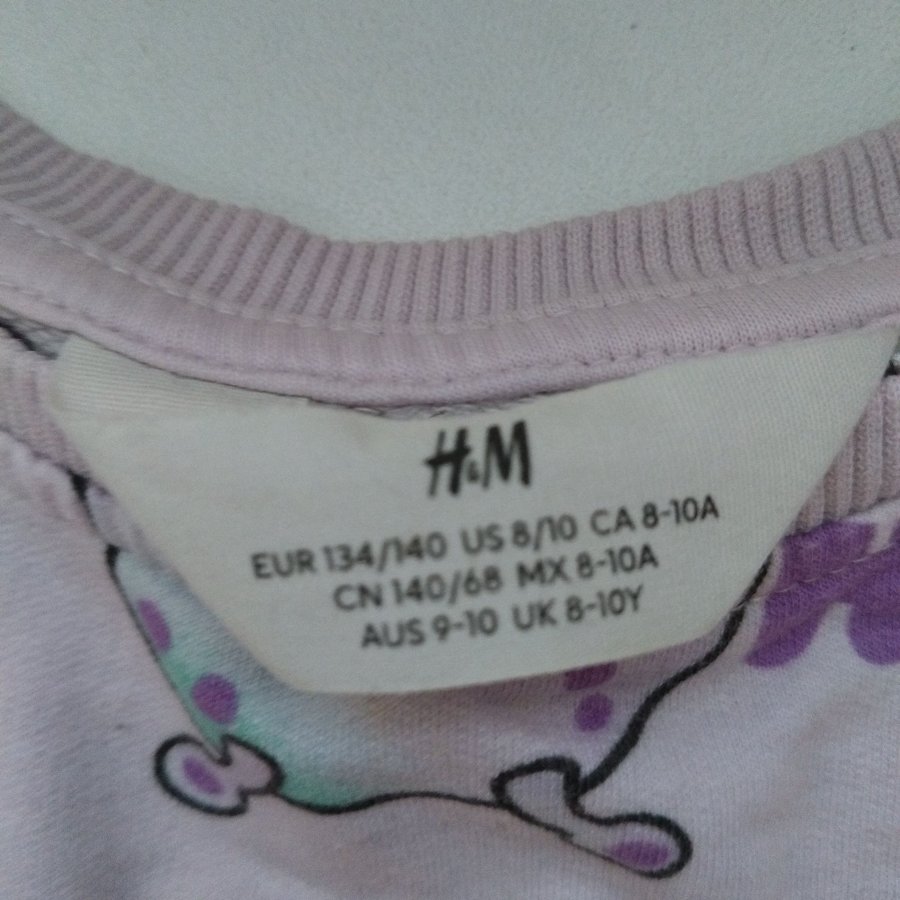 H&M
EUR 134/140 US 8/10 CA 8-10A
CN 140/68 MX 8-10A
AUS 9-10 UK 8-10Y